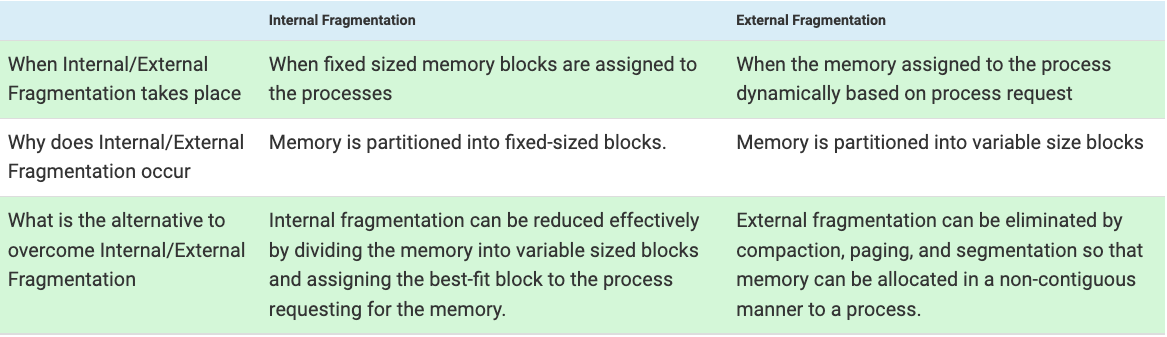 Internal Fragmentation
External Fragmentation
When Internal/External
Fragmentation takes place
When fixed sized memory blocks are assigned to
the processes
When the memory assigned to the process
dynamically based on process request
Why does Internal/External
Fragmentation occur
Memory is partitioned into fixed-sized blocks.
Memory is partitioned into variable size blocks
What is the alternative to
overcome Internal/External
Fragmentation
Internal fragmentation can be reduced effectively
by dividing the memory into variable sized blocks
and assigning the best-fit block to the process
requesting for the memory.
External fragmentation can be eliminated by
compaction, paging, and segmentation so that
memory can be allocated in a non-contiguous
manner to a process.